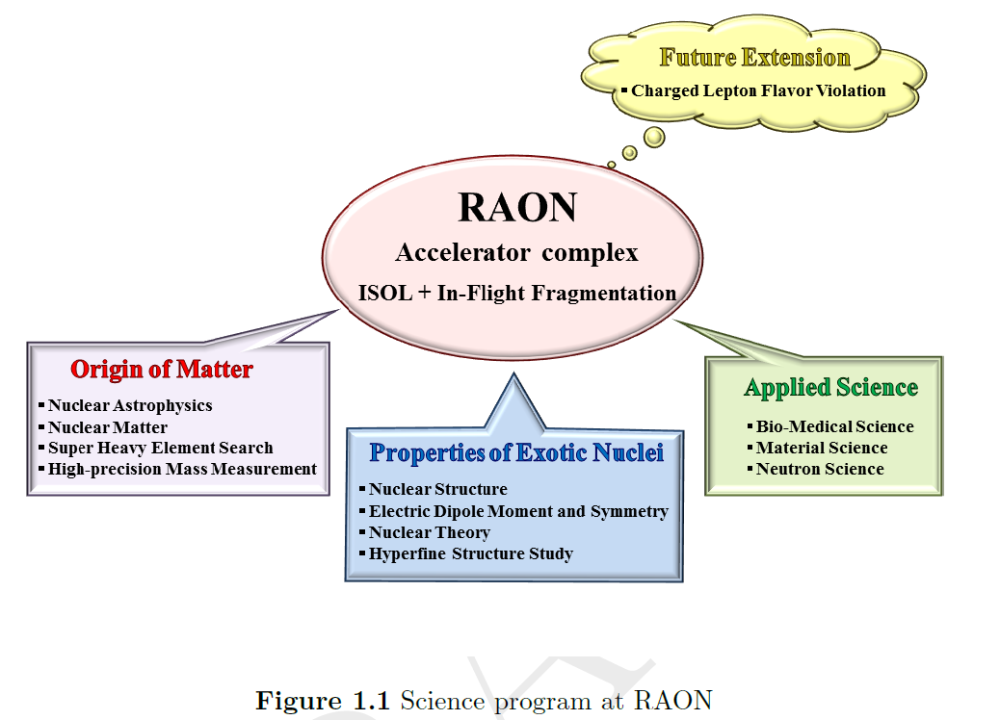 Future Extension
▪ Charged Lepton Flavor Violation
RAON
Accelerator complex
ISOL + In-Flight Fragmentation
Origin of Matter
▪ Nuclear Astrophysics
▪ Nuclear Matter
▪ Super Heavy Element Search
▪ High-precision Mass Measurement
Properties of Exotic Nuclei
▪ Nuclear Structure
▪ Electric Dipole Moment and Symmetry
▪ Nuclear Theory
▪ Hyperfine Structure Study
Applied Science
▪ Bio-Medical Science
▪ Material Science
▪ Neutron Science
Figure 1.1 Science program at RAON